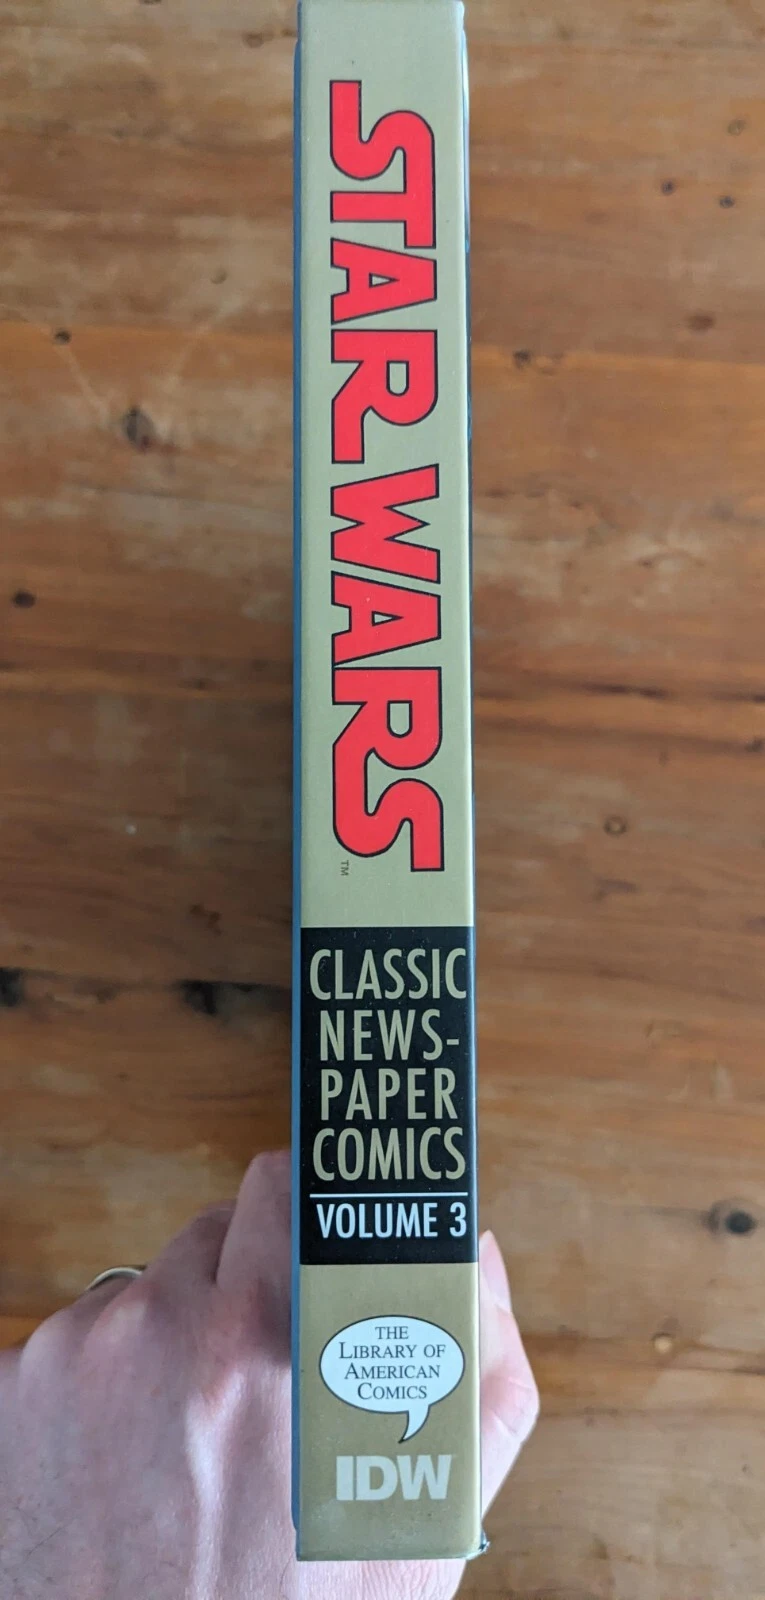 STAR WARS
TM
CLASSIC
NEWS-
PAPER
COMICS
VOLUME 3
THE
LIBRARY OF
AMERICAN
COMICS
IDW